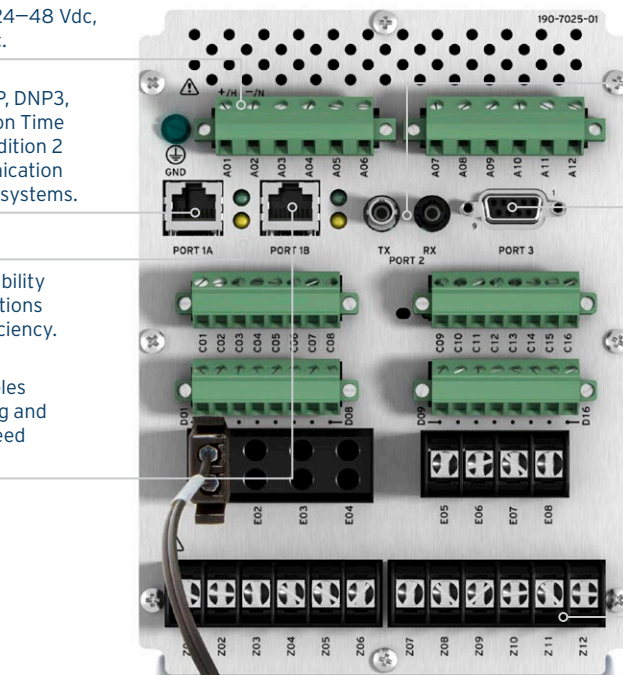 24–48 Vdc,
c.
P, DNP3,
on Time
dition 2
nication
systems.
bility
tions
ciency.
les
g and
eed
190-7025-01
+/H −/N
GND
A01 A02 A03 A04 A05 A06
A07 A08 A09 A10 A11 A12
PORT 1A
PORT 1B
TX RX
PORT 2
1
9
PORT 3
C01 C02 C03 C04 C05 C06 C07 C08
C09 C10 C11 C12 C13 C14 C15 C16
D01 D08
D09 D16
E02 E03 E04
E05 E06 E07 E08
Z02 Z03 Z04 Z05 Z06
Z07 Z08 Z09 Z10 Z11 Z12